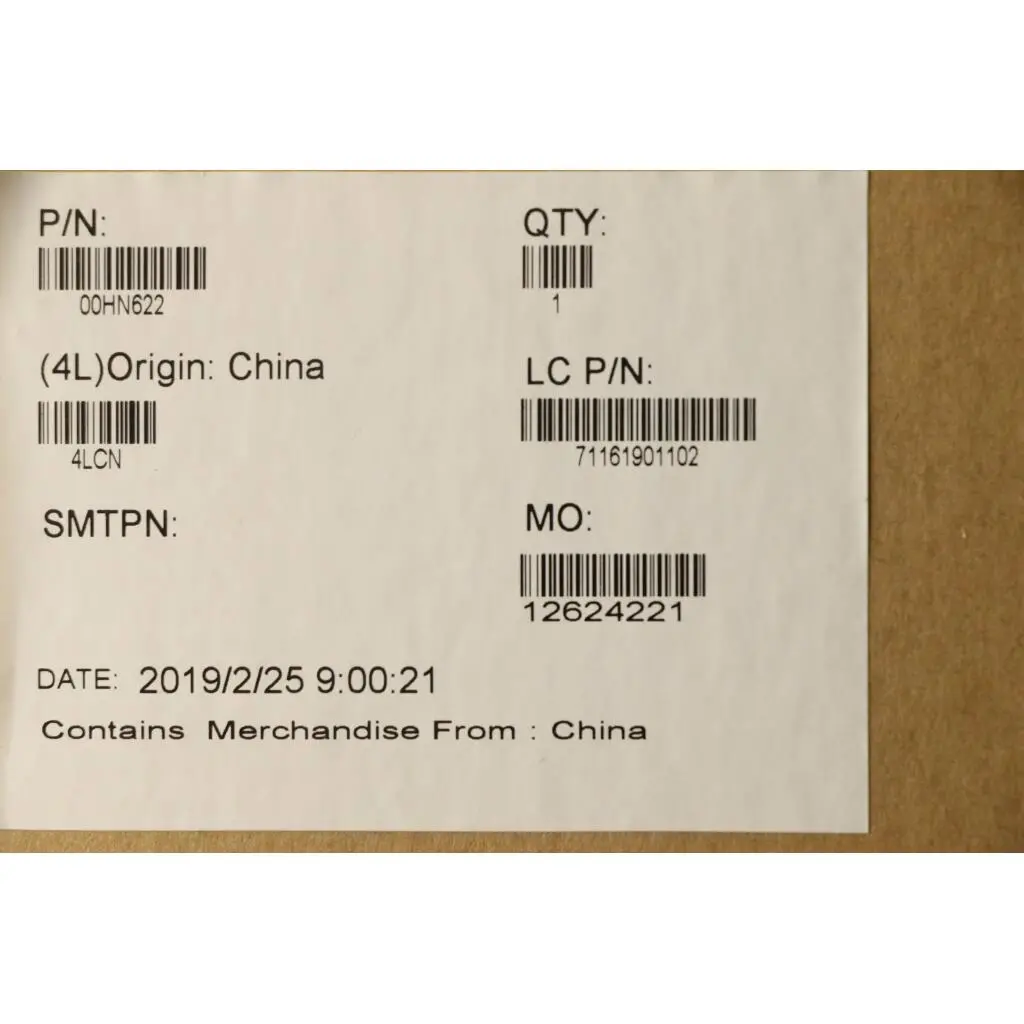 P/N:
00HN622
QTY:
1
(4L)Origin: China
4LCN
LC P/N:
71161901102
SMTPN:
MO:
12624221
DATE: 2019/2/25 9:00:21
Contains Merchandise From : China